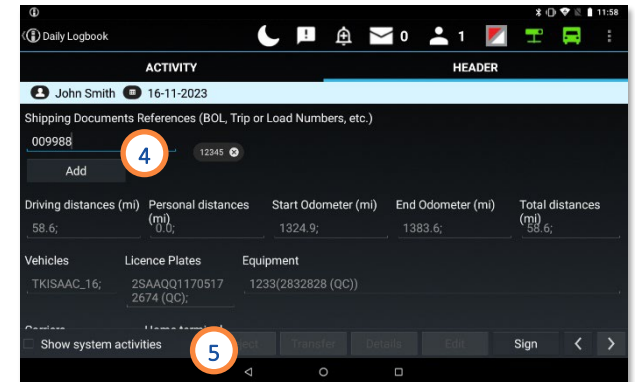 11:58
Daily Logbook
0
1
ACTIVITY
HEADER
John Smith 16-11-2023
Shipping Documents References (BOL, Trip or Load Numbers, etc.)
009988
4
12345
Add
Driving distances (mi) Personal distances (mi) Start Odometer (mi) End Odometer (mi) Total distances (mi)
58.6; 0.0; 1324.9; 1383.6; 58.6;
Vehicles Licence Plates Equipment
TKISAAC_16; 2SAAQQ1170517 1233(2832828 (QC))
2674 (QC);
Show system activities
5
Transfer Details Edit Sign